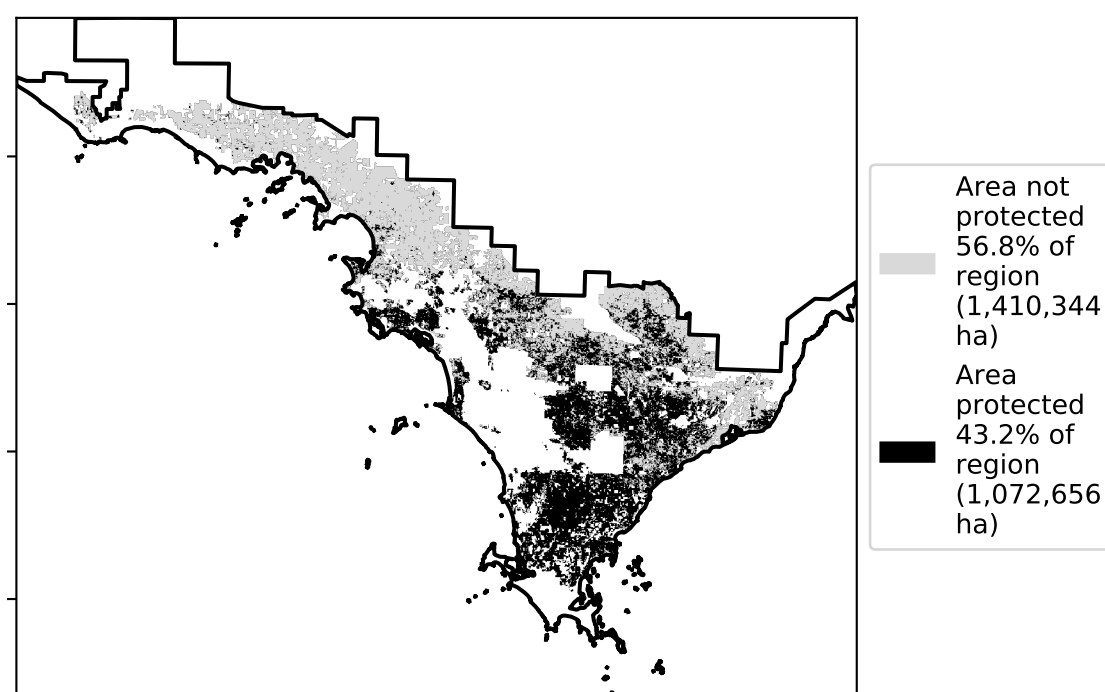 Area not
protected
56.8% of
region
(1,410,344
ha)
Area
protected
43.2% of
region
(1,072,656
ha)